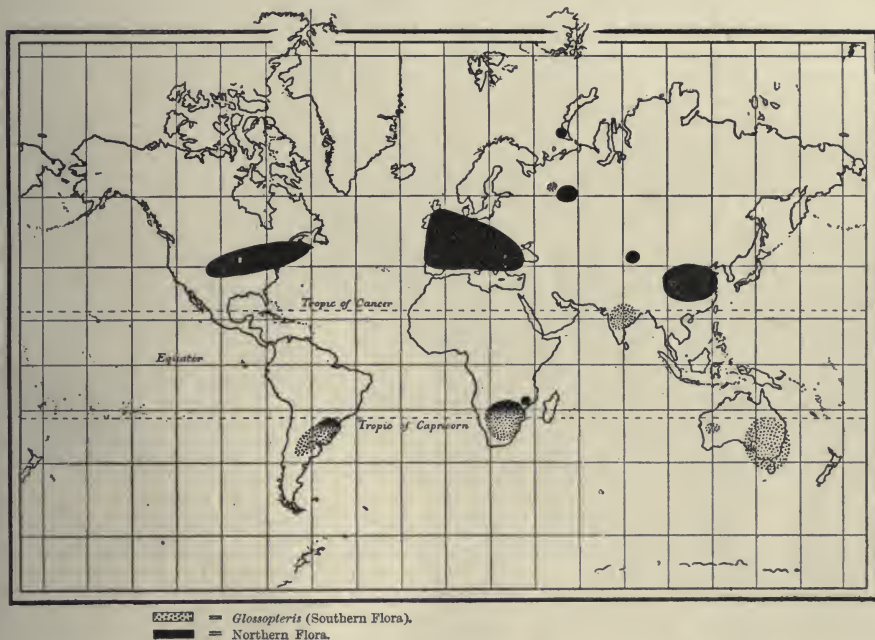 Tropic of Cancer
Equator
Tropic of Capricorn
= Glossopteris (Southern Flora).
= Northern Flora.